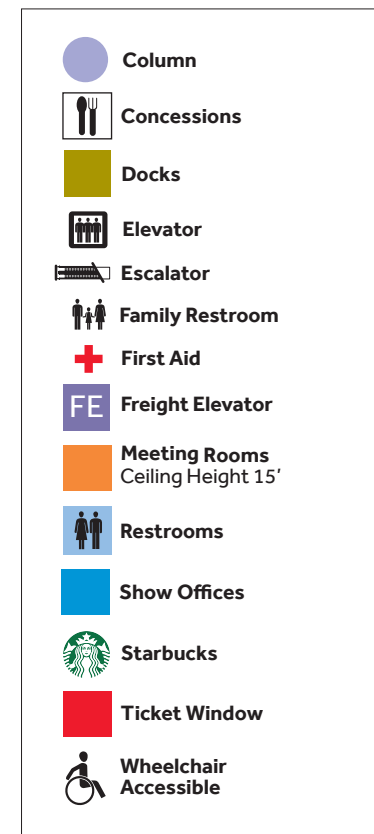 Column
Concessions
Docks
Elevator
Escalator
Family Restroom
First Aid
FE Freight Elevator
Meeting Rooms
Ceiling Height 15′
Restrooms
Show Offices
Starbucks
Ticket Window
Wheelchair
Accessible